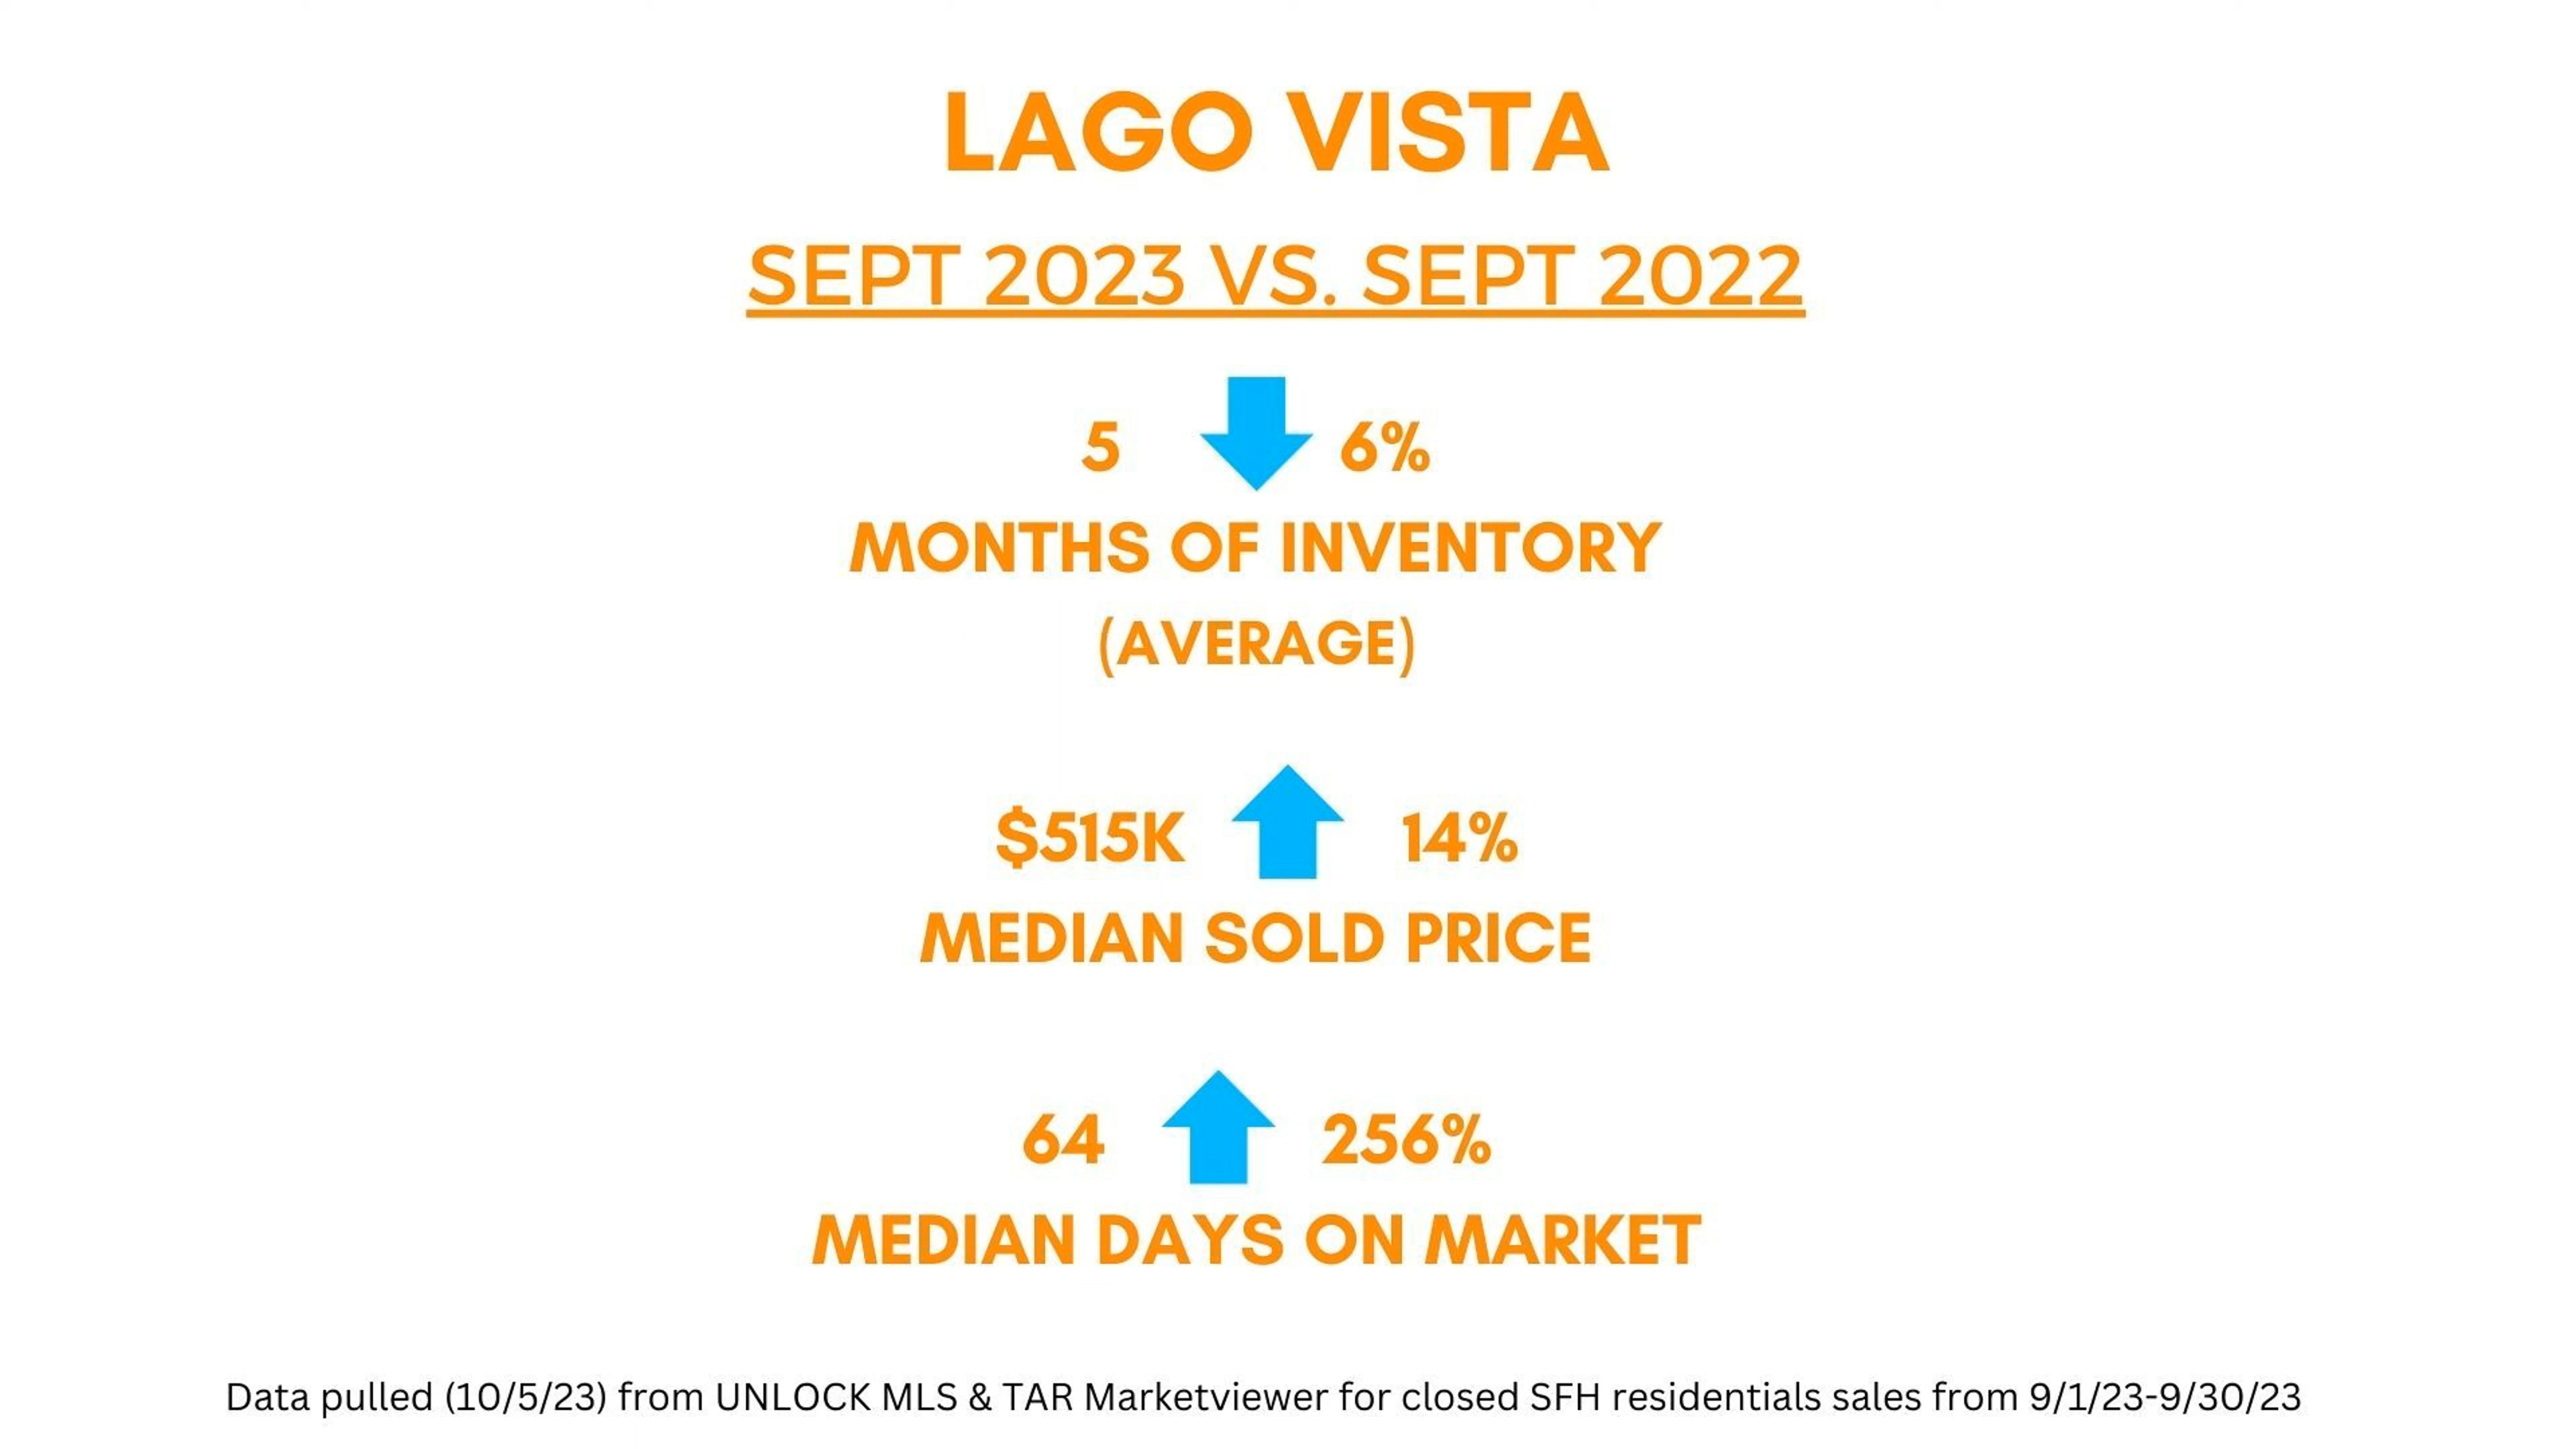 LAGO VISTA
SEPT 2023 VS. SEPT 2022
5 6%
MONTHS OF INVENTORY
(AVERAGE)
$515K 14%
MEDIAN SOLD PRICE
64 256%
MEDIAN DAYS ON MARKET
Data pulled (10/5/23) from UNLOCK MLS & TAR Marketviewer for closed SFH residentials sales from 9/1/23-9/30/23